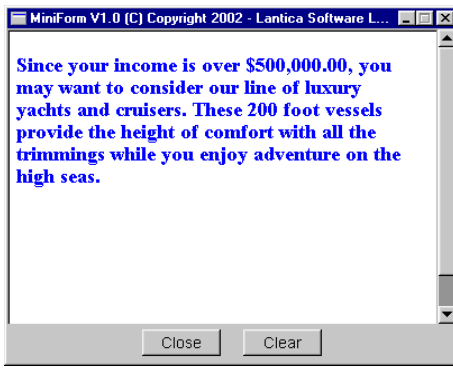 MiniForm V1.0 (C) Copyright 2002 - Lantica Software L...
Since your income is over $500,000.00, you
may want to consider our line of luxury
yachts and cruisers. These 200 foot vessels
provide the height of comfort with all the
trimmings while you enjoy adventure on the
high seas.
Close Clear